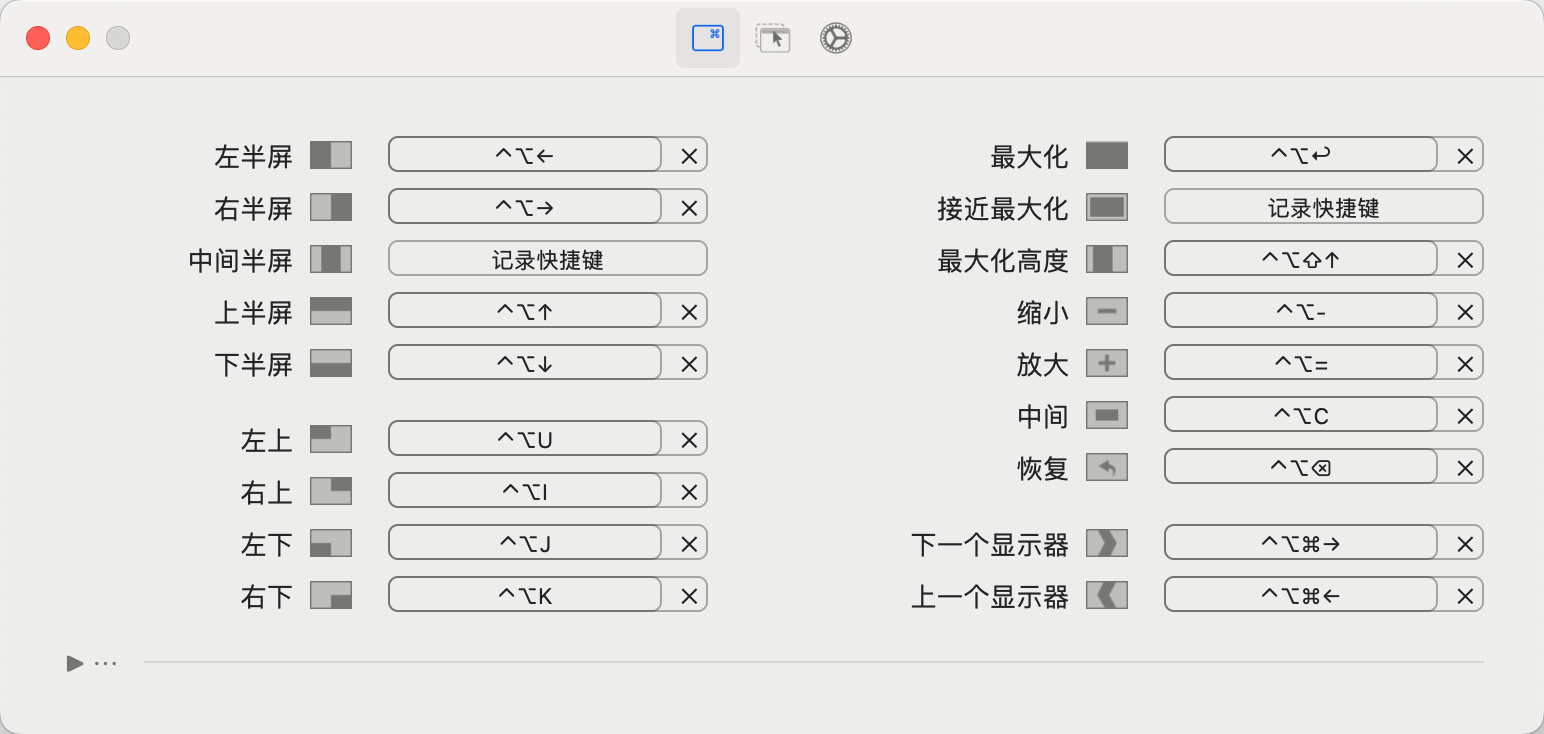 ⌘
左半屏 ^⌥← ×
右半屏 ^⌥→ ×
中间半屏 记录快捷键
上半屏 ^⌥↑ ×
下半屏 ^⌥↓ ×
左上 ^⌥U ×
右上 ^⌥I ×
左下 ^⌥J ×
右下 ^⌥K ×
最大化 ^⌥↩ ×
接近最大化 记录快捷键
最大化高度 ^⌥⇧↑ ×
缩小 ^⌥- ×
放大 ^⌥= ×
中间 ^⌥C ×
恢复 ^⌥⌫ ×
下一个显示器 ^⌥⌘→ ×
上一个显示器 ^⌥⌘← ×
▶ ···